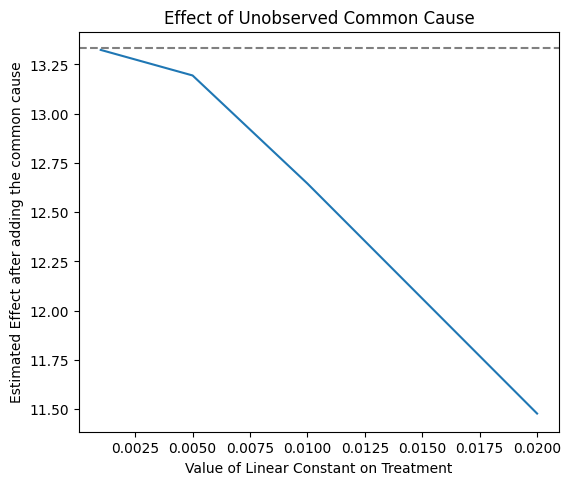 Effect of Unobserved Common Cause
Estimated Effect after adding the common cause
13.25
13.00
12.75
12.50
12.25
12.00
11.75
11.50
0.0025 0.0050 0.0075 0.0100 0.0125 0.0150 0.0175 0.0200
Value of Linear Constant on Treatment